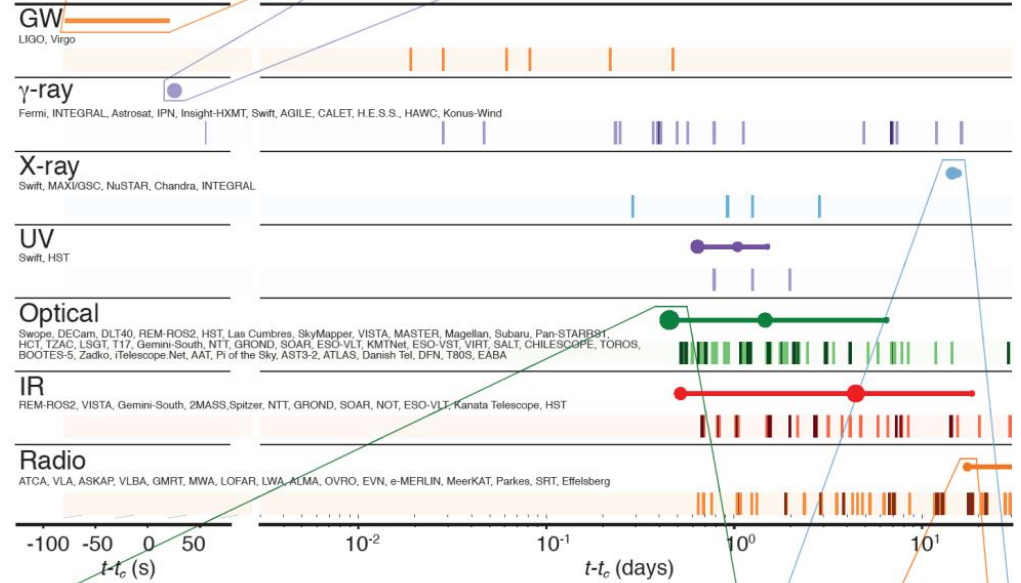 GW
LIGO, Virgo
γ-ray
Fermi, INTEGRAL, Astrosat, IPN, Insight-HXMT, Swift, AGILE, CALET, H.E.S.S., HAWC, Konus-Wind
X-ray
Swift, MAXI/GSC, NuSTAR, Chandra, INTEGRAL
UV
Swift, HST
Optical
Swope, DECam, DLT40, REM-ROS2, HST, Las Cumbres, SkyMapper, VISTA, MASTER, Magellan, Subaru, Pan-STARRS1,
HCT, TZAC, LSGT, T17, Gemini-South, NTT, GROND, SOAR, ESO-VLT, KMTNet, ESO-VST, VIRT, SALT, CHILESCOPE, TOROS,
BOOTES-5, Zadko, iTelescope.Net, AAT, Pi of the Sky, AST3-2, ATLAS, Danish Tel, DFN, T80S, EABA
IR
REM-ROS2, VISTA, Gemini-South, 2MASS,Spitzer, NTT, GROND, SOAR, NOT, ESO-VLT, Kanata Telescope, HST
Radio
ATCA, VLA, ASKAP, VLBA, GMRT, MWA, LOFAR, LWA, ALMA, OVRO, EVN, e-MERLIN, MeerKAT, Parkes, SRT, Effelsberg
-100 -50 0 50 10⁻² 10⁻¹ 10⁰ 10¹
t-t_c (s) t-t_c (days)